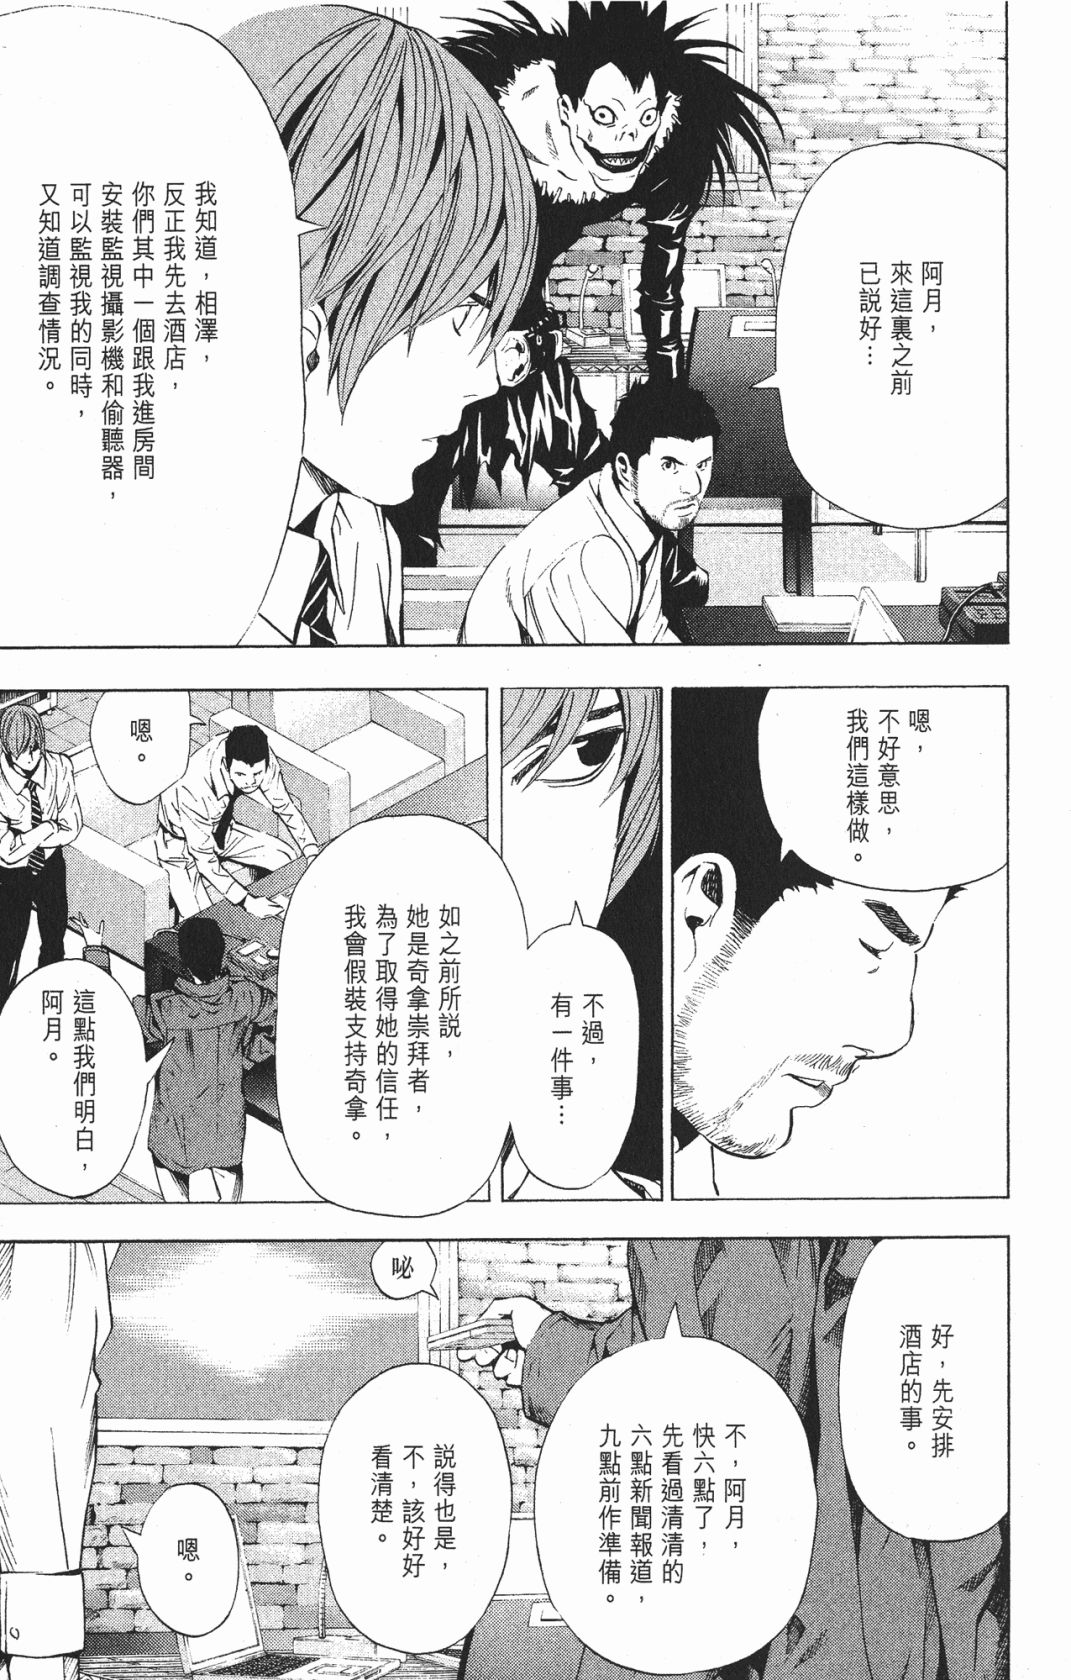 阿月，
來這裏之前
已説好…
我知道，相澤，
反正我先去酒店，
你們其中一個跟我進房間
安裝監視攝影機和偷聽器，
可以監視我的同時，
又知道調查情況。
嗯，
不好意思，
我們這樣做。
不過，
有一件事…
如之前所説，
她是奇拿崇拜者，
為了取得她的信任，
我會假裝支持奇拿。
嗯。
這點我們明白，
阿月。
好，先安排
酒店的事。
不，阿月，
快六點了，
先看過清清的
六點新聞報道，
九點前作準備。
咇
説得也是，
不，該好好
看清楚。
嗯。